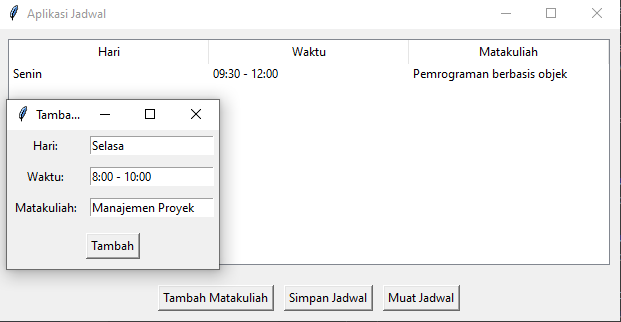 Aplikasi Jadwal
Hari Waktu Matakuliah
Senin 09:30 - 12:00 Pemrograman berbasis objek
Tamba...
Hari: Selasa
Waktu: 8:00 - 10:00
Matakuliah: Manajemen Proyek
Tambah
Tambah Matakuliah Simpan Jadwal Muat Jadwal